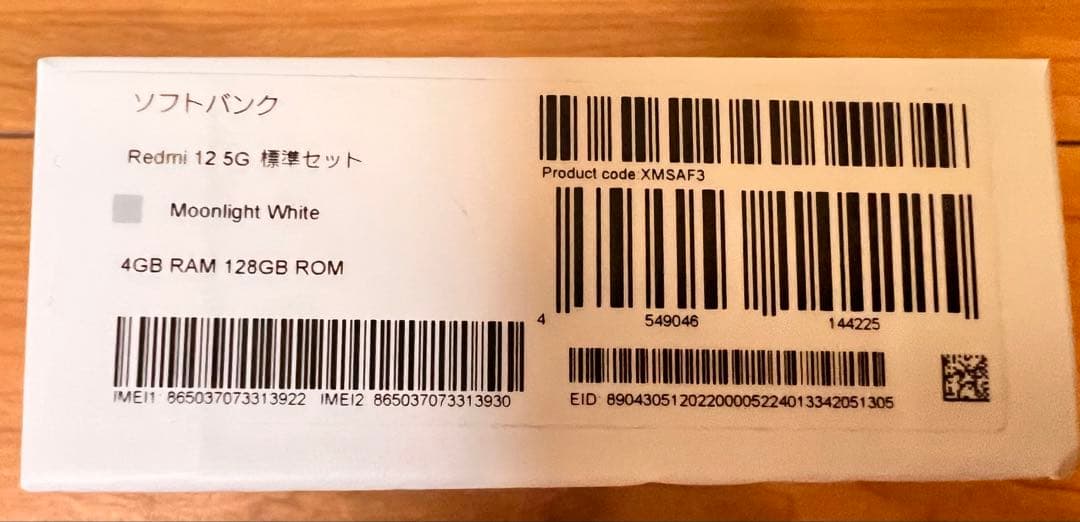 ソフトバンク
Redmi 12 5G 標準セット
Moonlight White
4GB RAM 128GB ROM
IMEI1: 865037073313922 IMEI2 865037073313930
Product code:XMSAF3
4 549046 144225
EID: 89043051202200005224013342051305